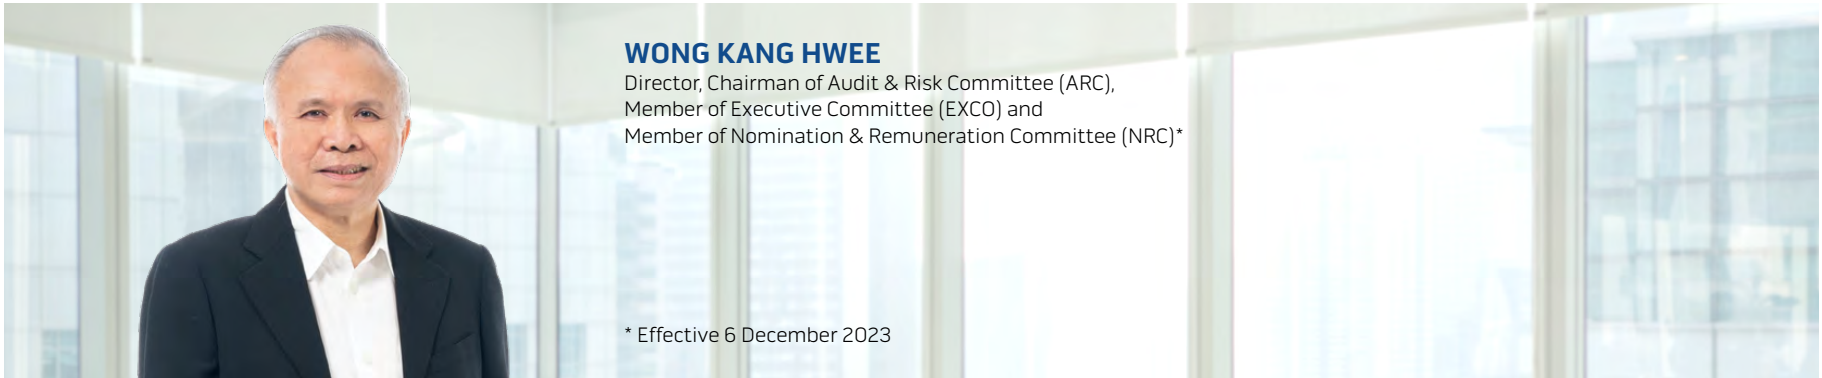 WONG KANG HWEE
Director, Chairman of Audit & Risk Committee (ARC),
Member of Executive Committee (EXCO) and
Member of Nomination & Remuneration Committee (NRC)*
* Effective 6 December 2023